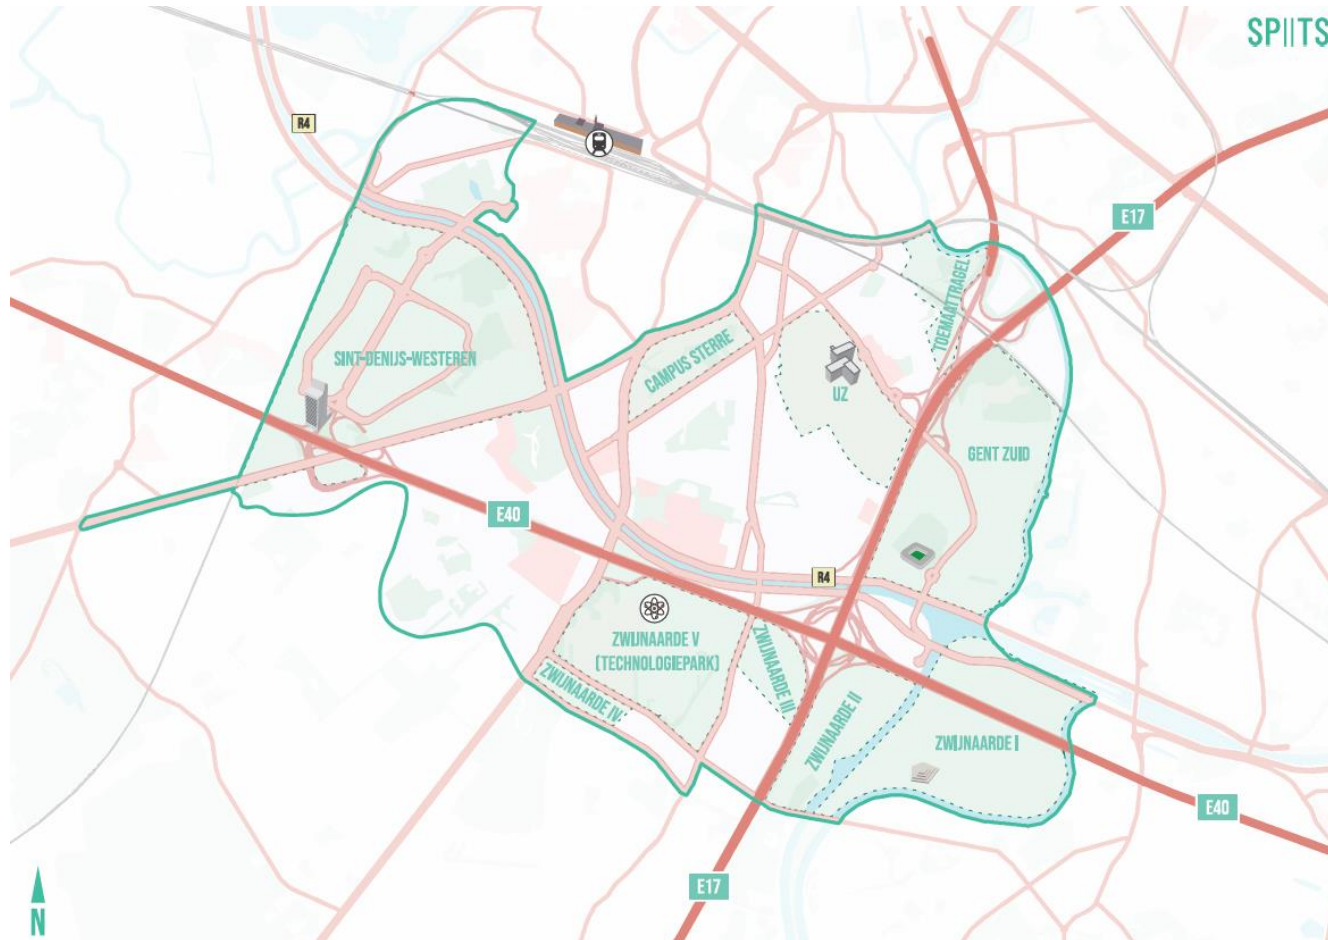 SPIITS
R4
E17
TOEMAATTRAGEL
SINT-DENIJS-WESTEREN
CAMPUS STERRE
UZ
GENT ZUID
E40
R4
ZWIJNAARDE V
(TECHNOLOGIEPARK)
ZWIJNAARDE III
ZWIJNAARDE IV
ZWIJNAARDE II
ZWIJNAARDE I
E40
E17
N